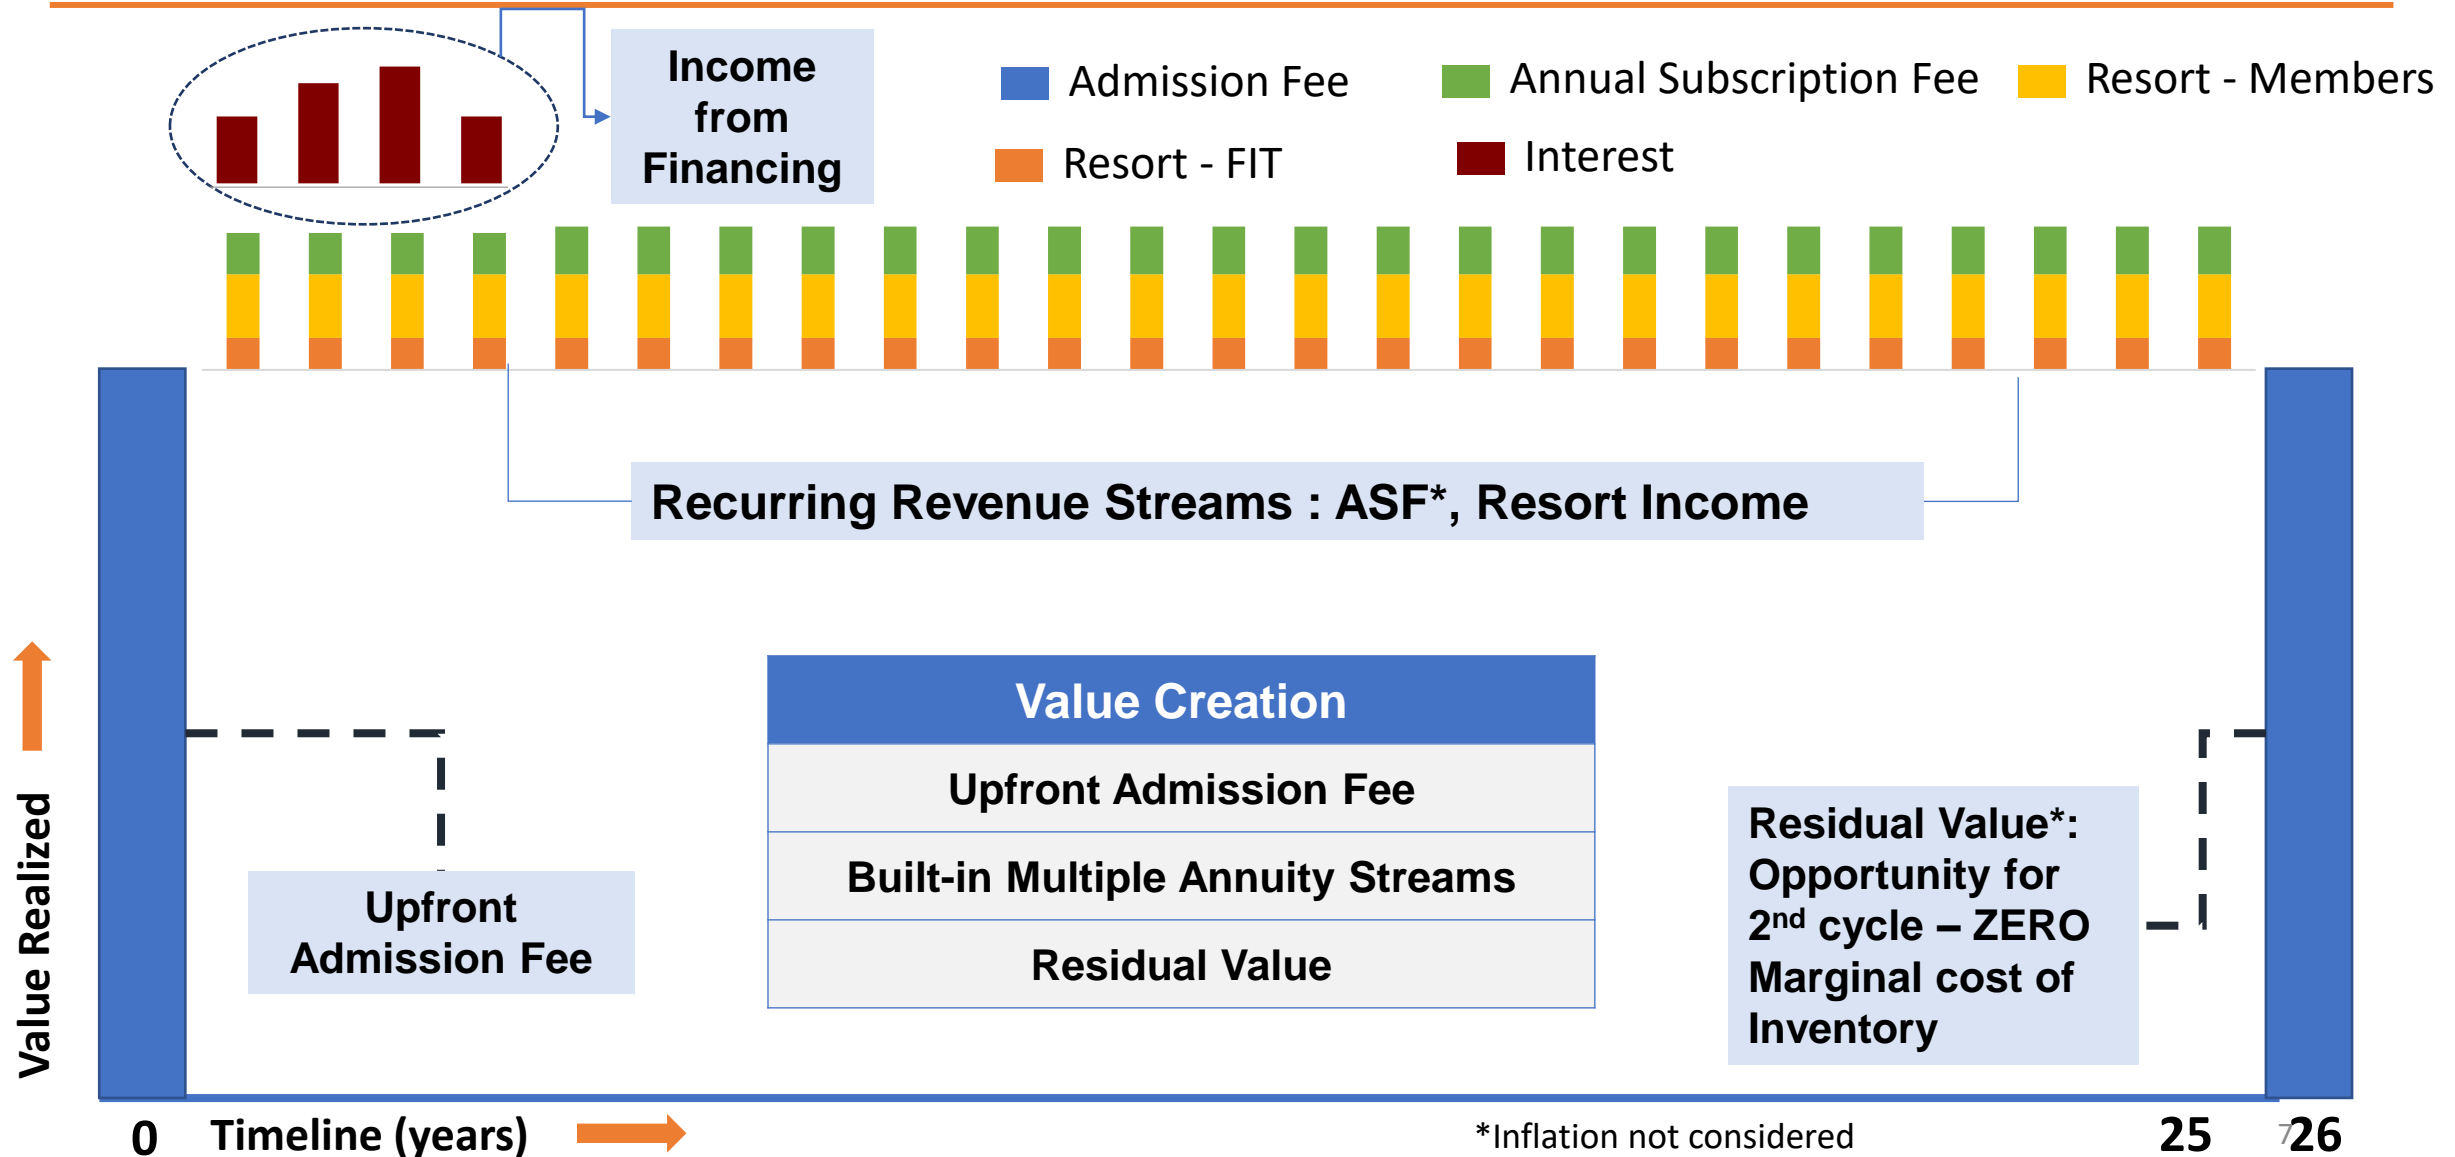 Income
from
Financing
Admission Fee
Annual Subscription Fee
Resort - Members
Resort - FIT
Interest
Recurring Revenue Streams : ASF*, Resort Income
Value Realized
Value Creation
Upfront Admission Fee
Built-in Multiple Annuity Streams
Residual Value
Upfront
Admission Fee
Residual Value*:
Opportunity for
2nd cycle – ZERO
Marginal cost of
Inventory
0
Timeline (years)
*Inflation not considered
25
7
26